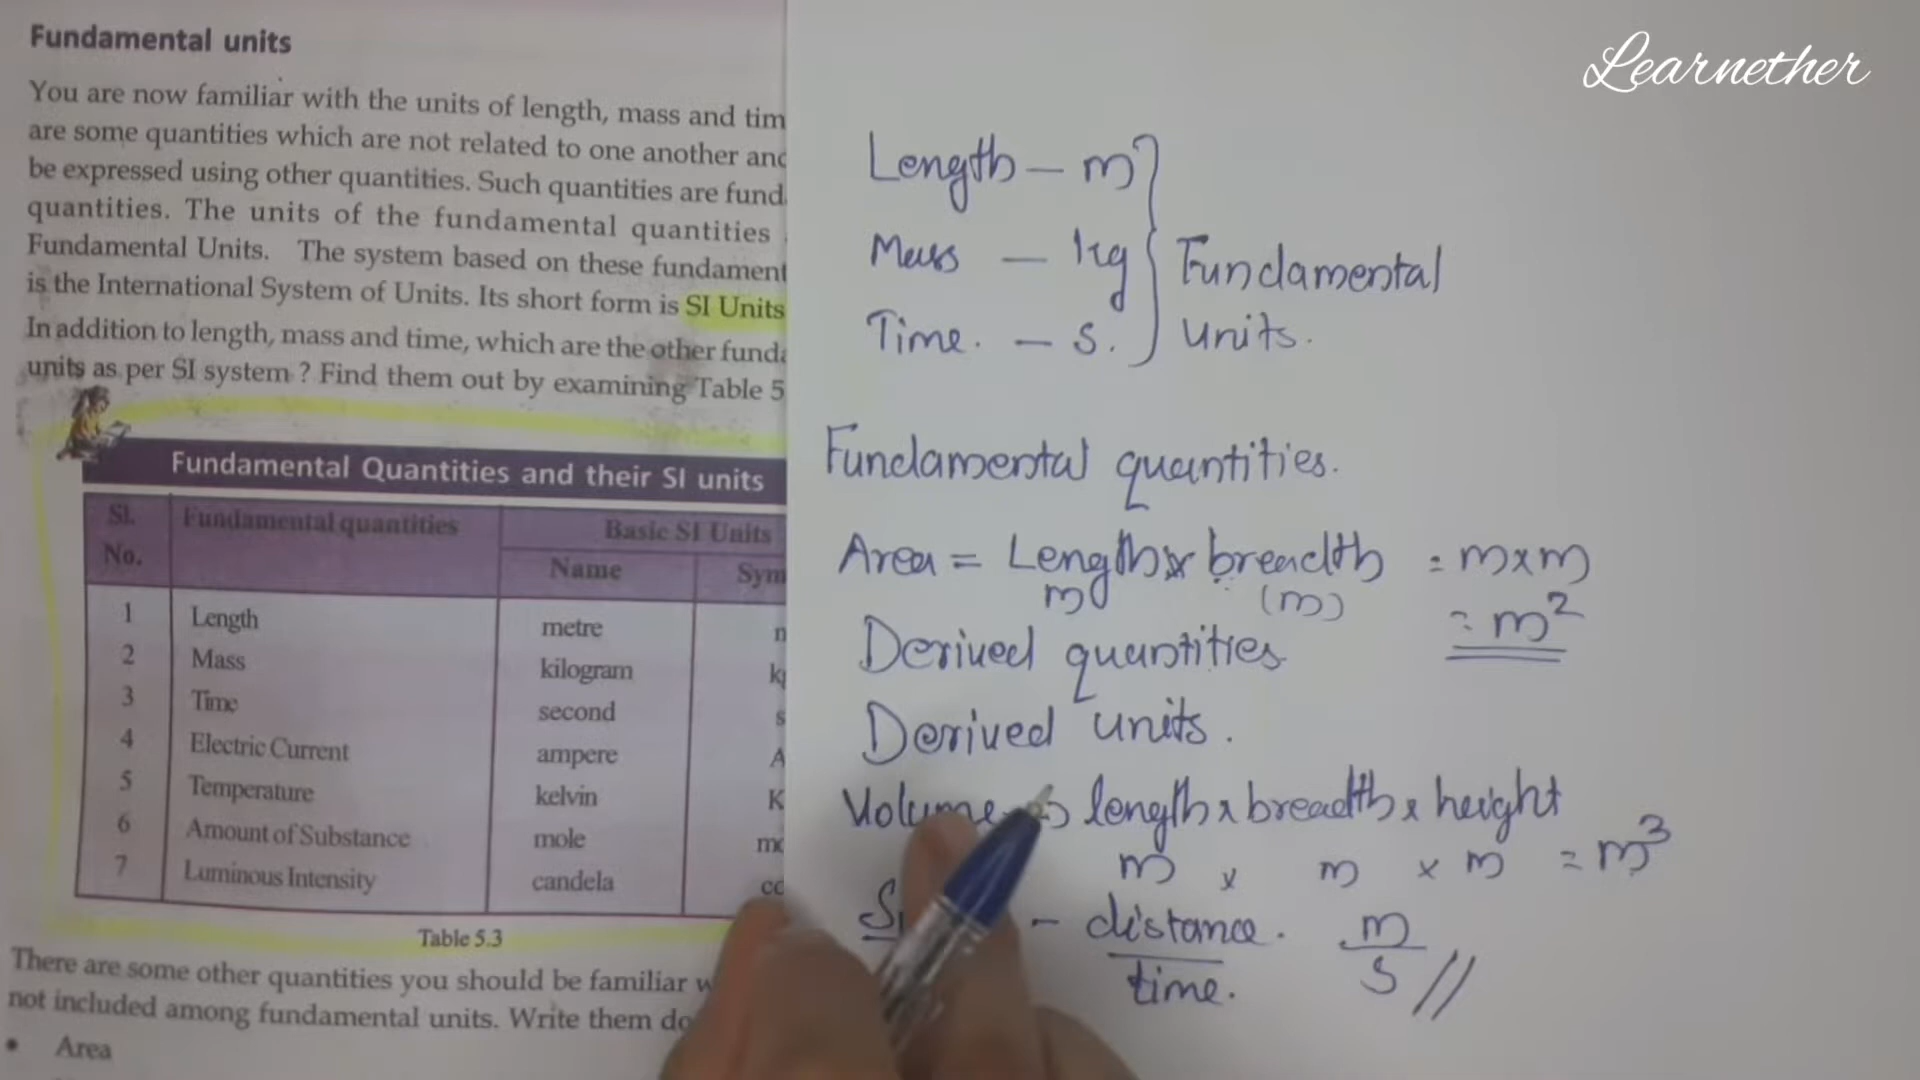 Fundamental units
You are now familiar with the units of length, mass and tim
are some quantities which are not related to one another and
be expressed using other quantities. Such quantities are fund
quantities. The units of the fundamental quantities
Fundamental Units. The system based on these fundament
is the International System of Units. Its short form is SI Units
In addition to length, mass and time, which are the other funda
units as per SI system ? Find them out by examining Table 5
Fundamental Quantities and their SI units
Sl. No. Fundamental quantities Basic SI Units
Name Sym
1 Length metre m
2 Mass kilogram k
3 Time second s
4 Electric Current ampere A
5 Temperature kelvin K
6 Amount of Substance mole mo
7 Luminous Intensity candela cd
Table 5.3
There are some other quantities you should be familiar w
not included among fundamental units. Write them do
• Area
Learnether
Length – m
Mass – kg
Time. – s.
Fundamental
units.
Fundamental quantities.
Area = Length x breadth = m x m
m (m) = m²
Derived quantities
Derived units.
Volume length x breadth x height
m x m x m = m³
– distance. m
time. s //